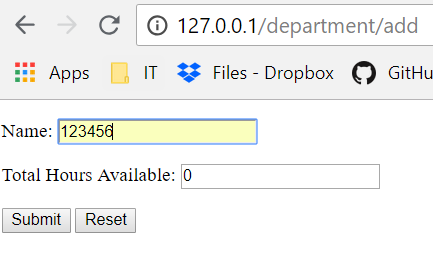 127.0.0.1/department/add
Apps IT Files - Dropbox GitHu
Name: 123456
Total Hours Available: 0
Submit Reset